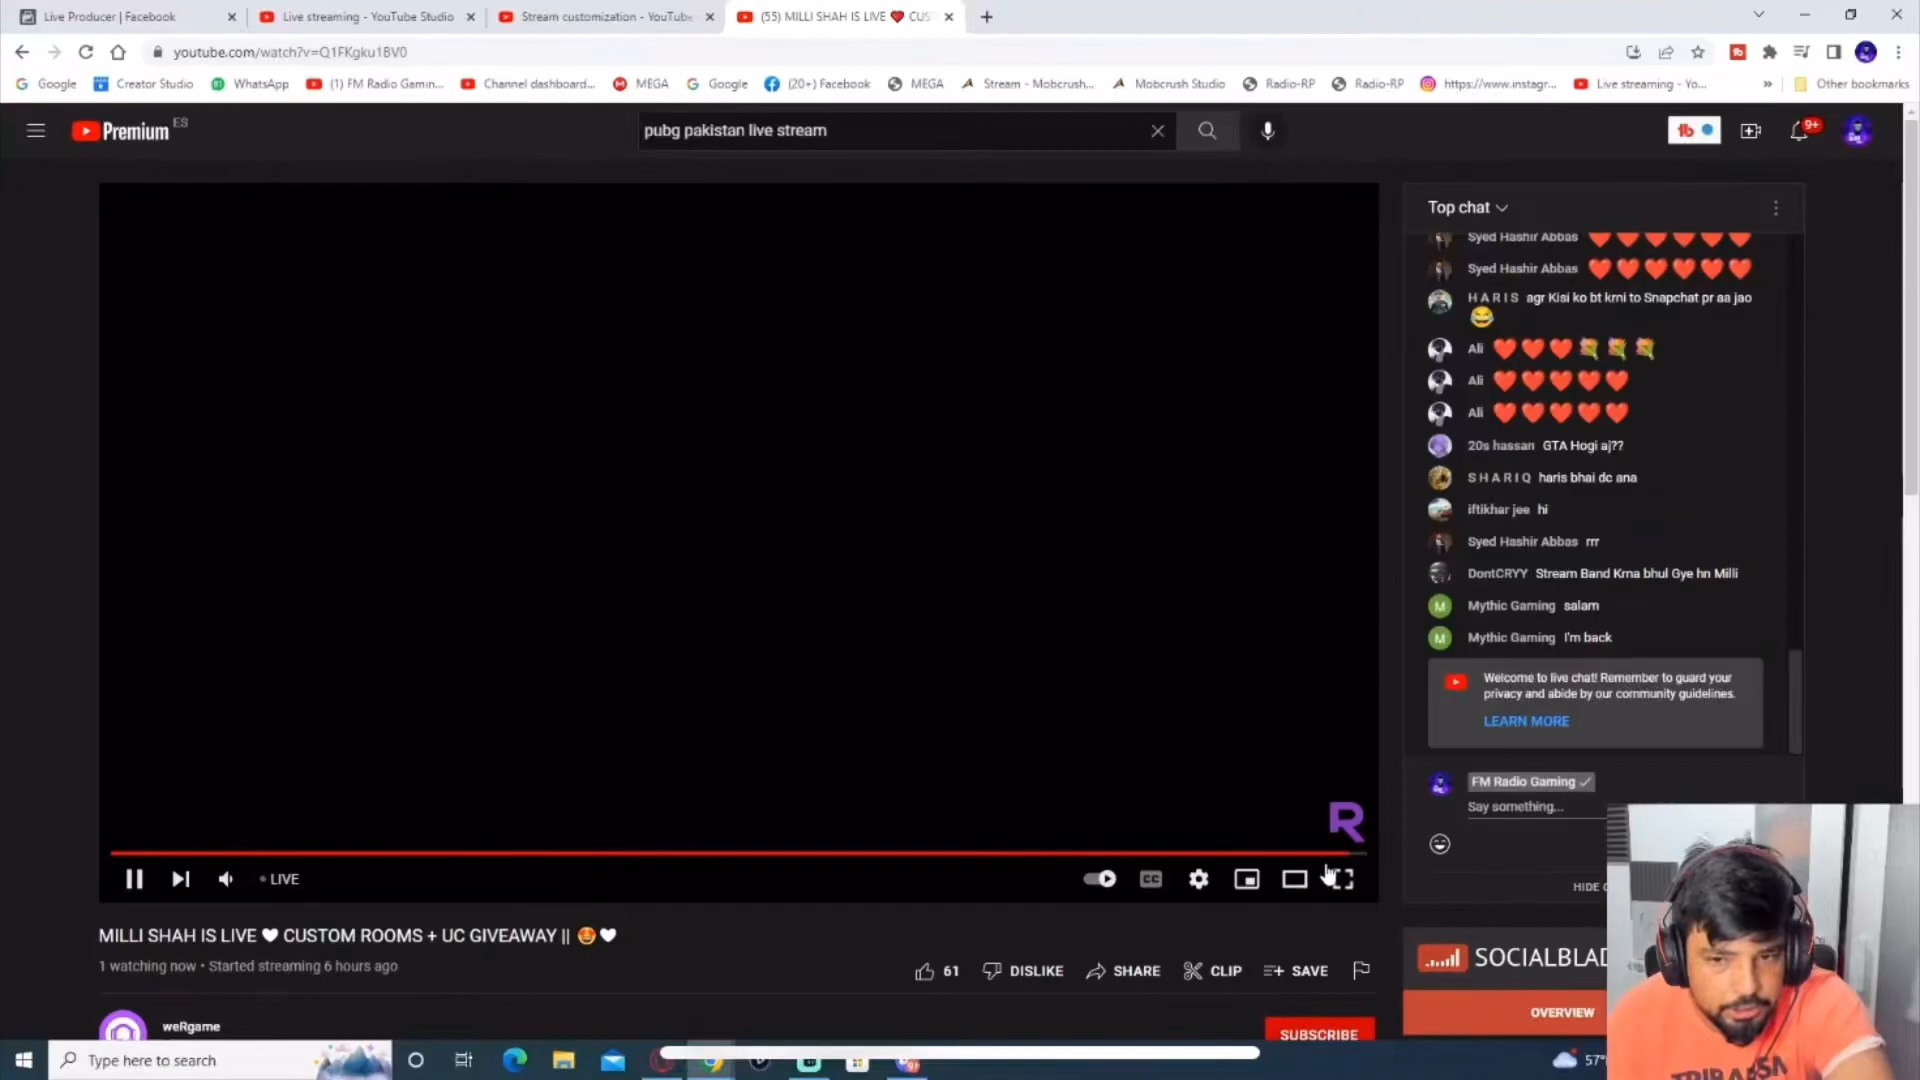 Live Producer | Facebook
Live streaming - YouTube Studio
Stream customization - YouTube
(55) MILLI SHAH IS LIVE ❤ CUS
youtube.com/watch?v=Q1FKgku1BV0
Google
Creator Studio
WhatsApp
(1) FM Radio Gamin...
Channel dashboard...
MEGA
Google
(20+) Facebook
MEGA
Stream - Mobcrush...
Mobcrush Studio
Radio-RP
Radio-RP
https://www.instagr...
Live streaming - Yo...
Other bookmarks
Premium ES
pubg pakistan live stream
9+
Top chat
Syed Hashir Abbas ❤❤❤❤❤❤
Syed Hashir Abbas ❤❤❤❤❤❤
H A R I S agr Kisi ko bt krni to Snapchat pr aa jao
😂
Ali ❤❤❤💐💐💐
Ali ❤❤❤❤❤
Ali ❤❤❤❤❤
20s hassan GTA Hogi aj??
S H A R I Q haris bhai dc ana
iftikhar jee hi
Syed Hashir Abbas rrr
DontCRYY Stream Band Krna bhul Gye hn Milli
M Mythic Gaming salam
M Mythic Gaming I'm back
Welcome to live chat! Remember to guard your
privacy and abide by our community guidelines.
LEARN MORE
FM Radio Gaming ✓
Say something...
HIDE
R
LIVE
CC
MILLI SHAH IS LIVE 🤍 CUSTOM ROOMS + UC GIVEAWAY || 🤩🤍
1 watching now • Started streaming 6 hours ago
61
DISLIKE
SHARE
CLIP
SAVE
weRgame
SUBSCRIBE
SOCIALBLAD
OVERVIEW
Type here to search
57°